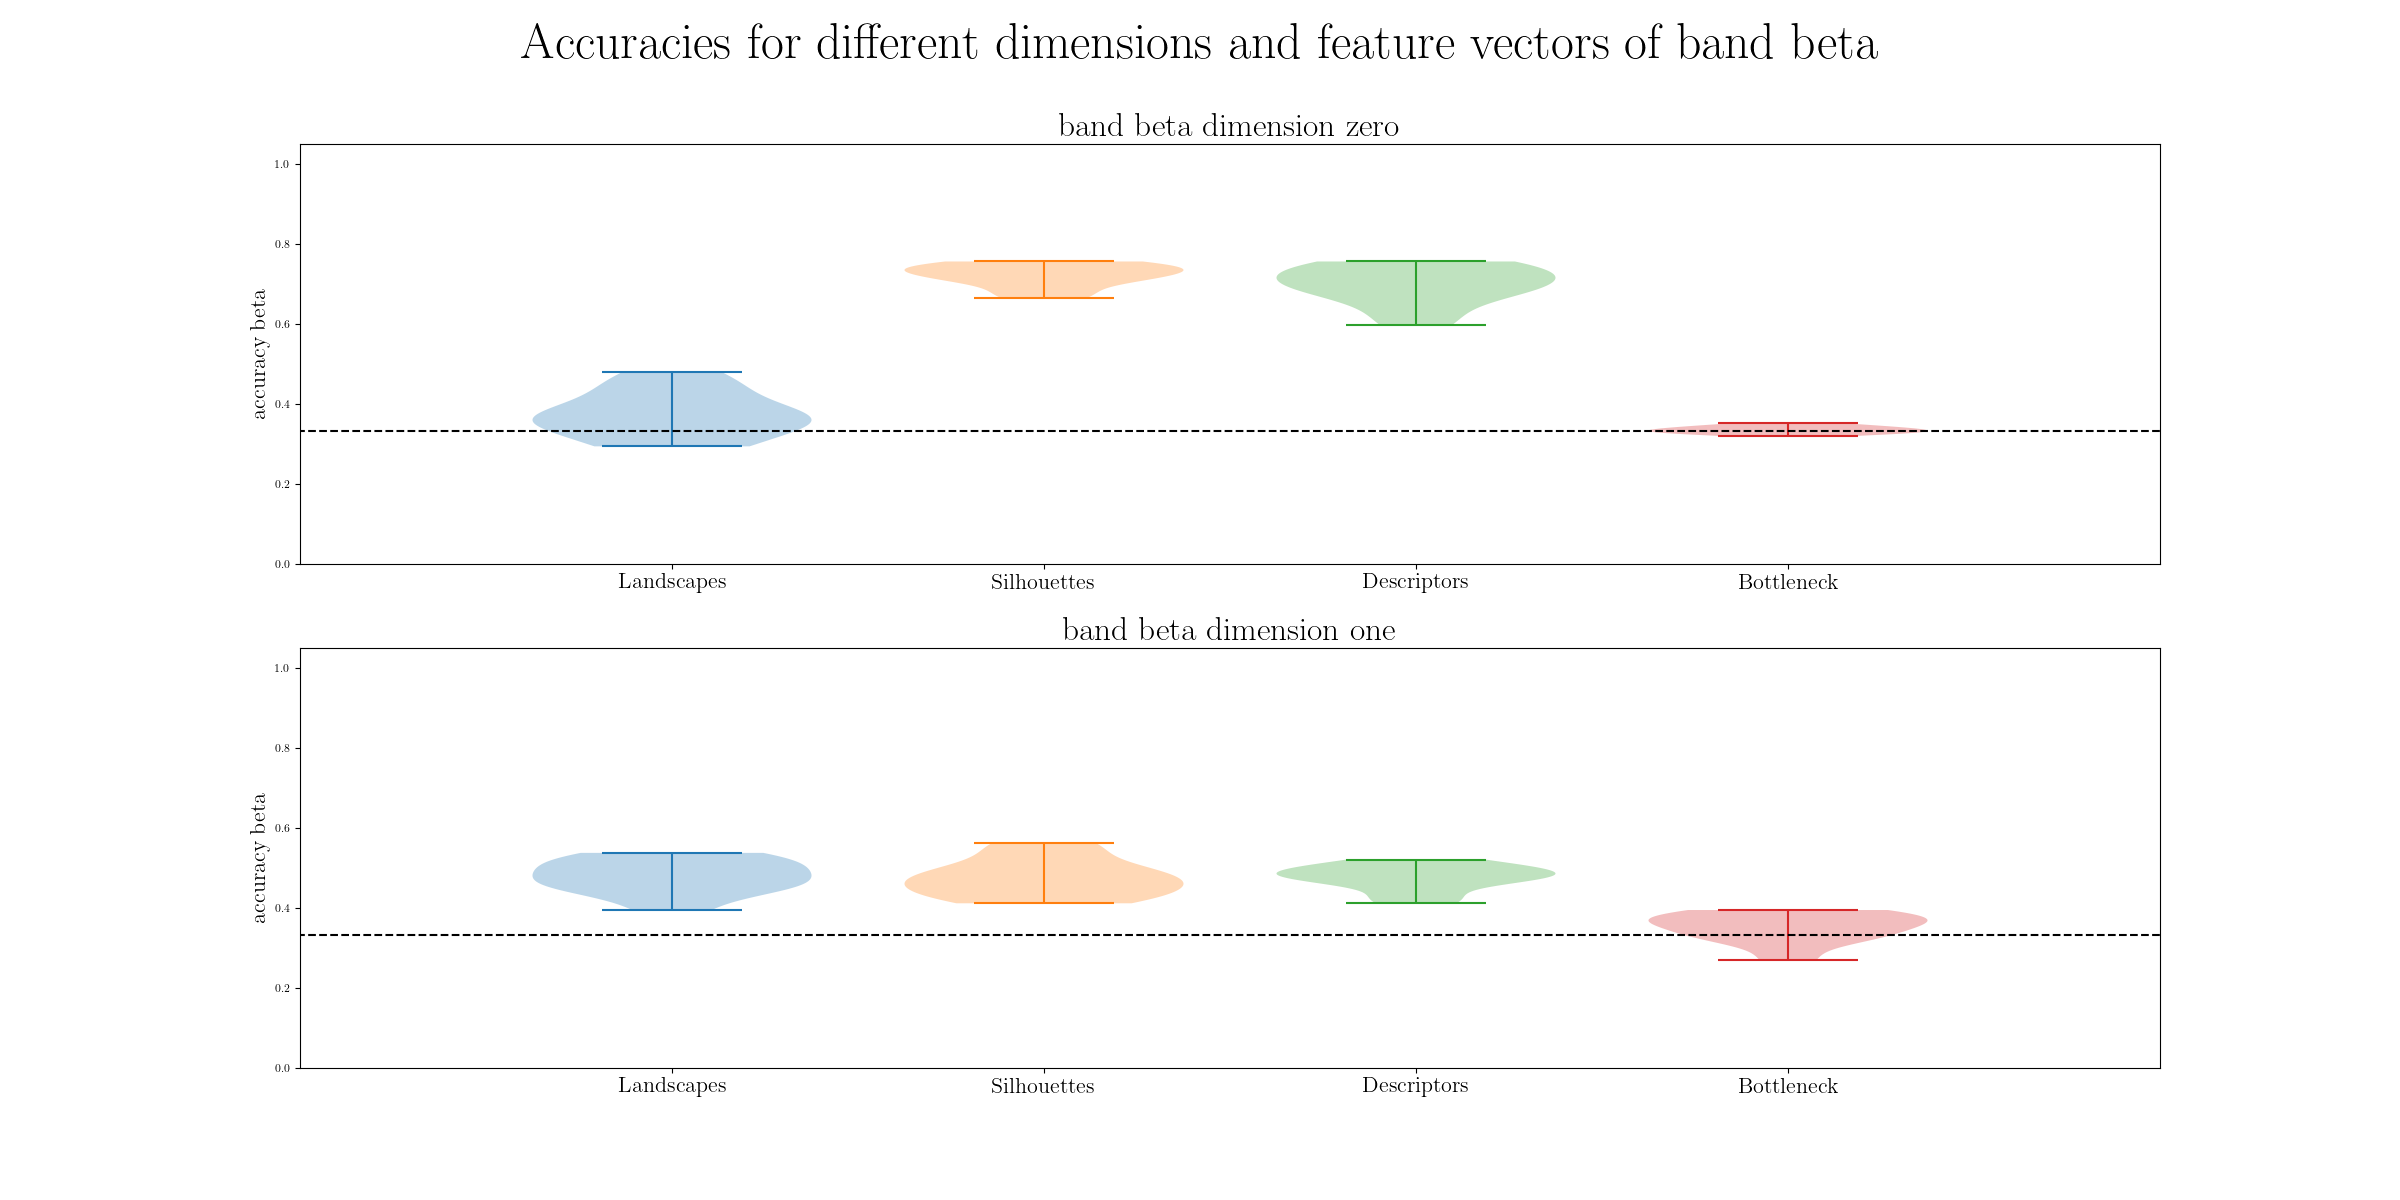 Accuracies for different dimensions and feature vectors of band beta
band beta dimension zero
accuracy beta
1.0
0.8
0.6
0.4
0.2
0.0
Landscapes Silhouettes Descriptors Bottleneck
band beta dimension one
accuracy beta
1.0
0.8
0.6
0.4
0.2
0.0
Landscapes Silhouettes Descriptors Bottleneck